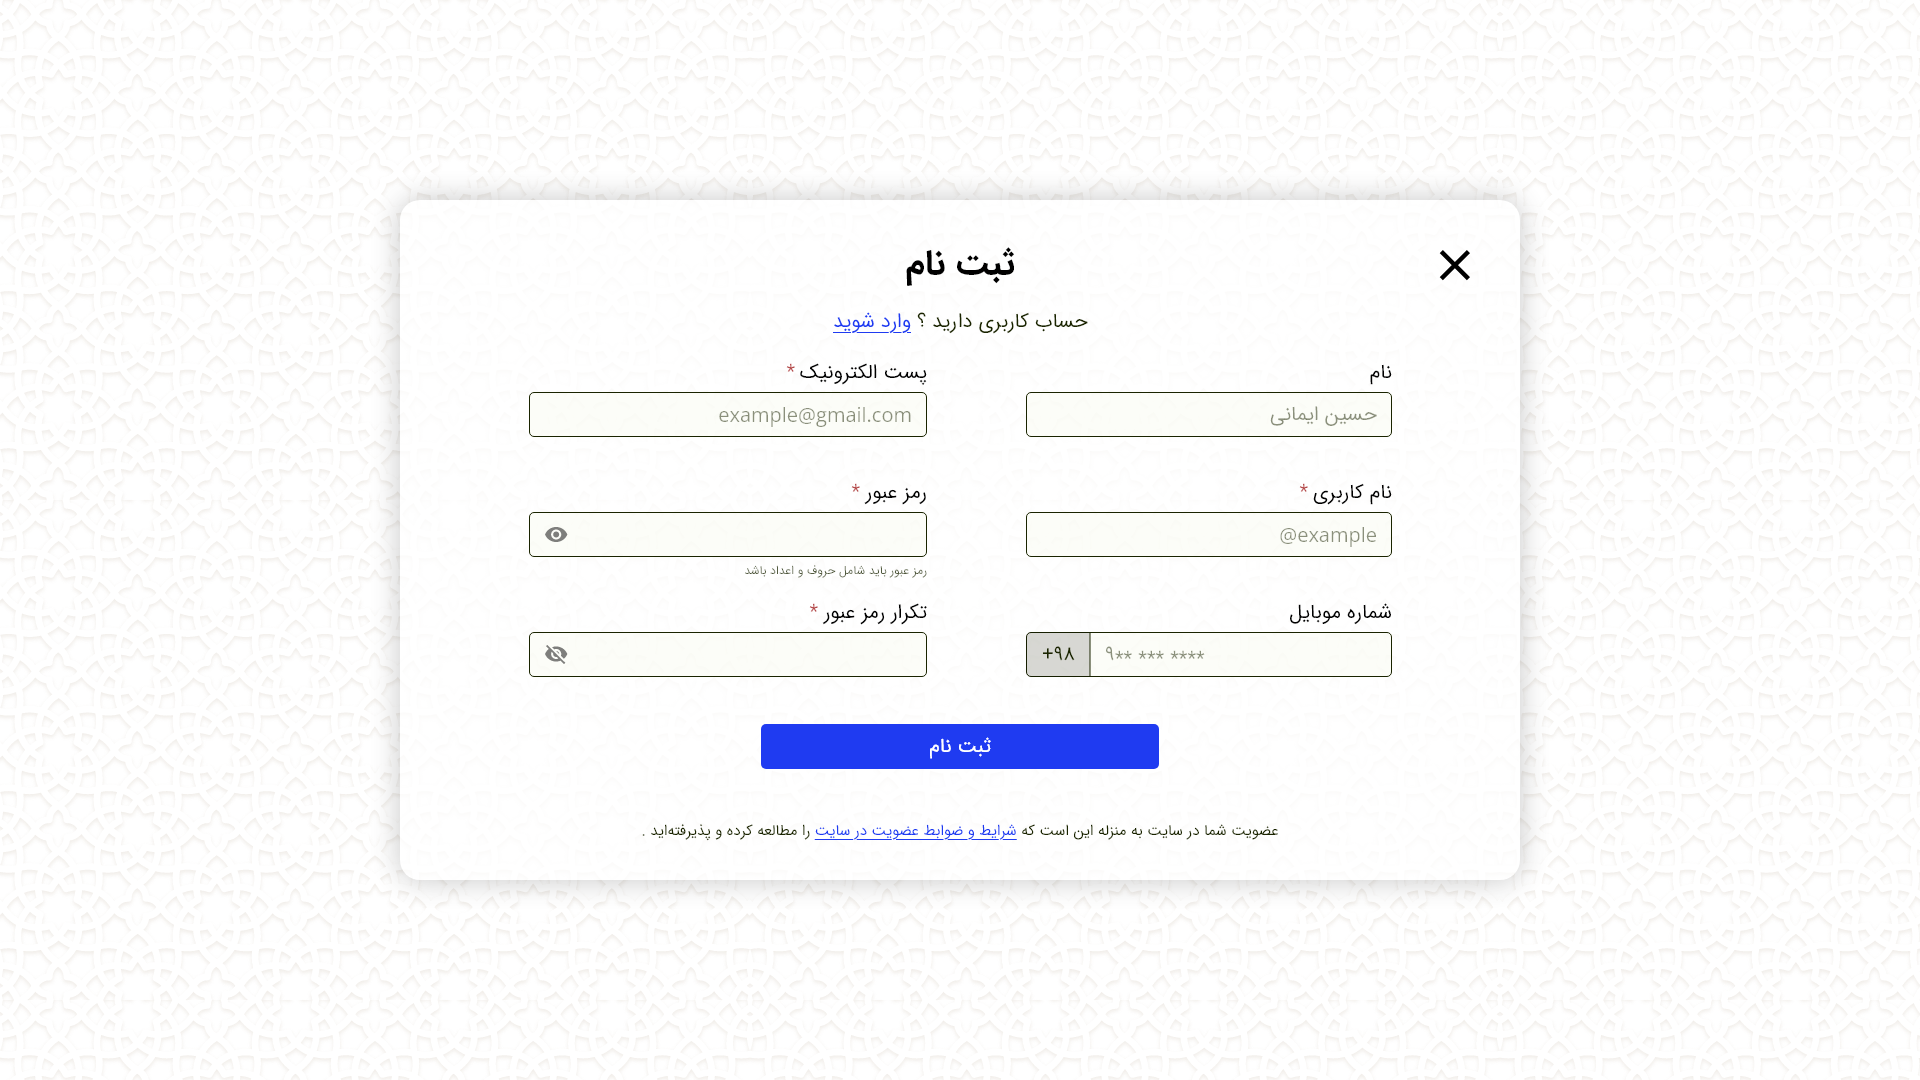 ثبت نام
حساب کاربری دارید ؟ وارد شوید
نام
حسین ایمانی
پست الکترونیک *
example@gmail.com
نام کاربری *
@example
رمز عبور *
رمز عبور باید شامل حروف و اعداد باشد
شماره موبایل
+۹۸ ۹** *** ****
تکرار رمز عبور *
ثبت نام
عضویت شما در سایت به منزله این است که شرایط و ضوابط عضویت در سایت را مطالعه کرده و پذیرفته‌اید .